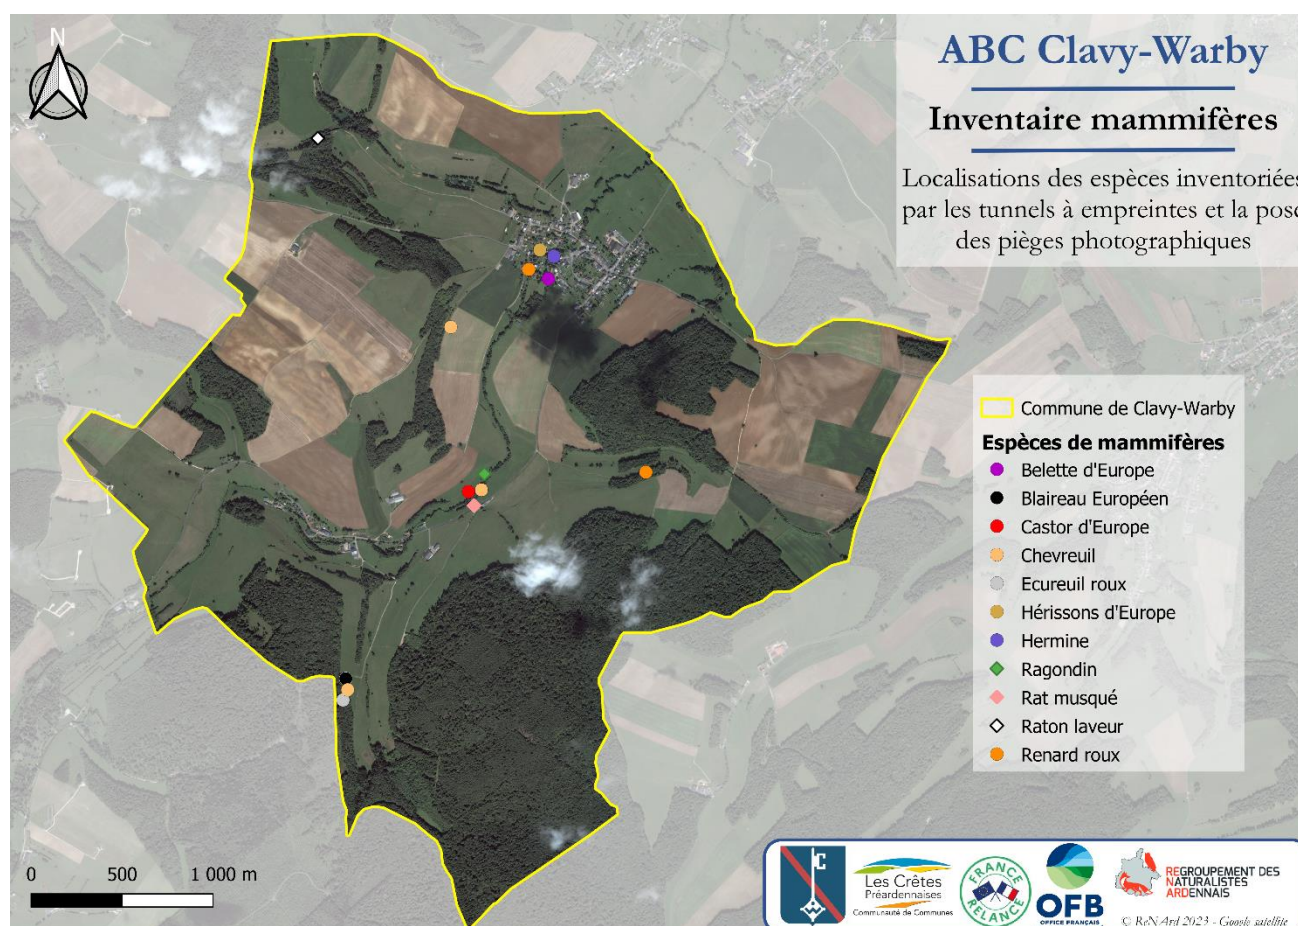 N
ABC Clavy-Warby
Inventaire mammifères
Localisations des espèces inventoriées
par les tunnels à empreintes et la pose
des pièges photographiques
Commune de Clavy-Warby
Espèces de mammifères
Belette d'Europe
Blaireau Européen
Castor d'Europe
Chevreuil
Ecureuil roux
Hérissons d'Europe
Hermine
Ragondin
Rat musqué
Raton laveur
Renard roux
0 500 1 000 m
C
Les Crêtes
Préardennaises
Communauté de Communes
FRANCE
RELANCE
OFB
OFFICE FRANÇAIS
REGROUPEMENT DES
NATURALISTES
ARDENNAIS
© ReNArd 2023 - Google satellite